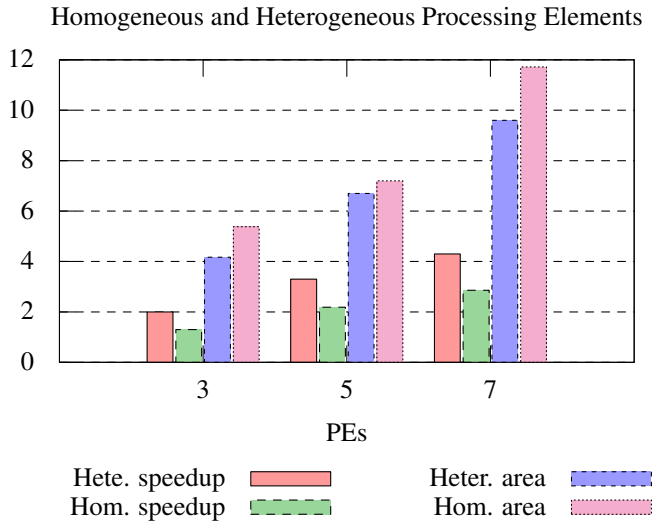 Homogeneous and Heterogeneous Processing Elements
12
10
8
6
4
2
0
3 5 7
PEs
Hete. speedup Heter. area
Hom. speedup Hom. area